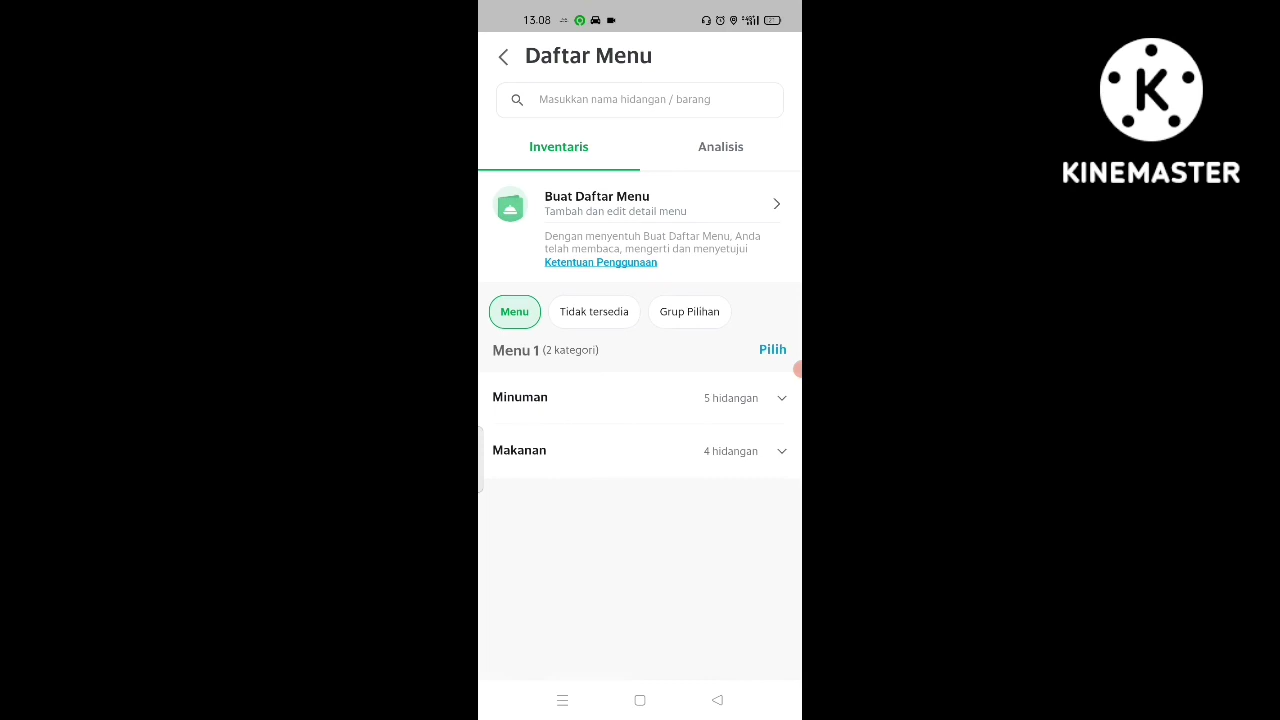 13.08
Daftar Menu
Masukkan nama hidangan / barang
Inventaris
Analisis
Buat Daftar Menu
Tambah dan edit detail menu
Dengan menyentuh Buat Daftar Menu, Anda
telah membaca, mengerti dan menyetujui
Ketentuan Penggunaan
Menu
Tidak tersedia
Grup Pilihan
Menu 1 (2 kategori)
Pilih
Minuman
5 hidangan
Makanan
4 hidangan
K
KINEMASTER